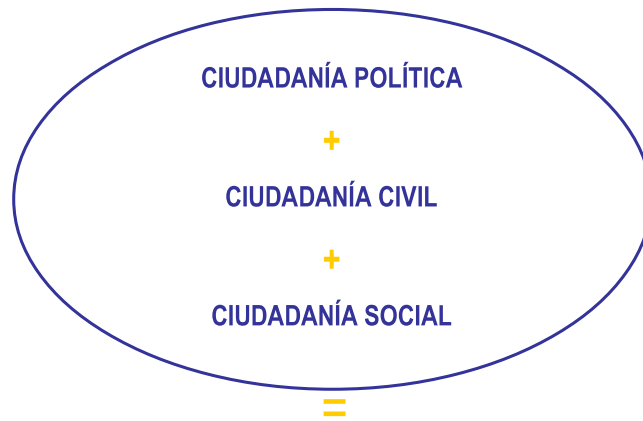 CIUDADANÍA POLÍTICA
+
CIUDADANÍA CIVIL
+
CIUDADANÍA SOCIAL
=